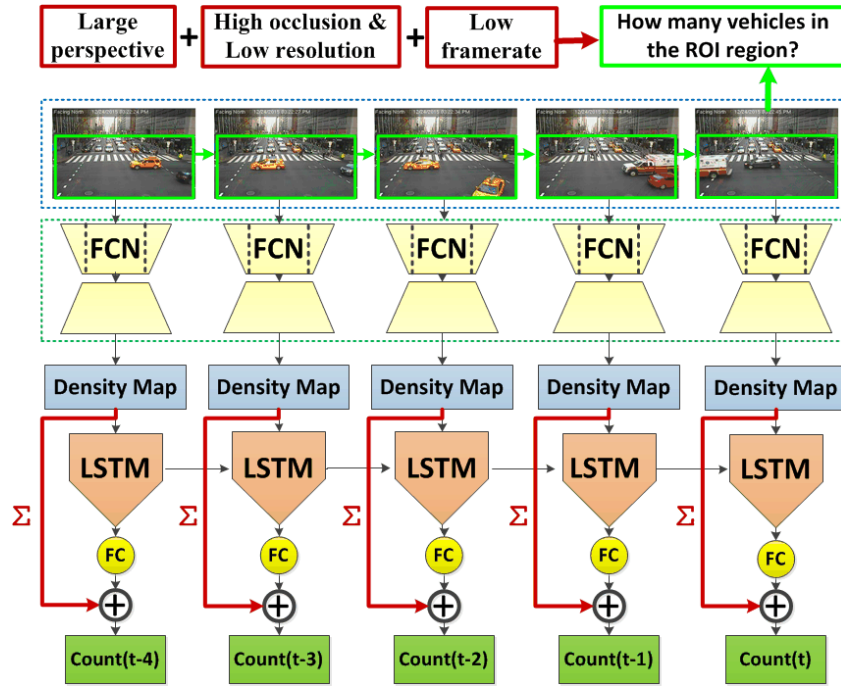 Large
perspective
+
High occlusion &
Low resolution
+
Low
framerate
How many vehicles in
the ROI region?
FCN FCN FCN FCN FCN
Density Map Density Map Density Map Density Map Density Map
LSTM LSTM LSTM LSTM LSTM
Σ Σ Σ Σ Σ
FC FC FC FC FC
+ + + + +
Count(t-4) Count(t-3) Count(t-2) Count(t-1) Count(t)